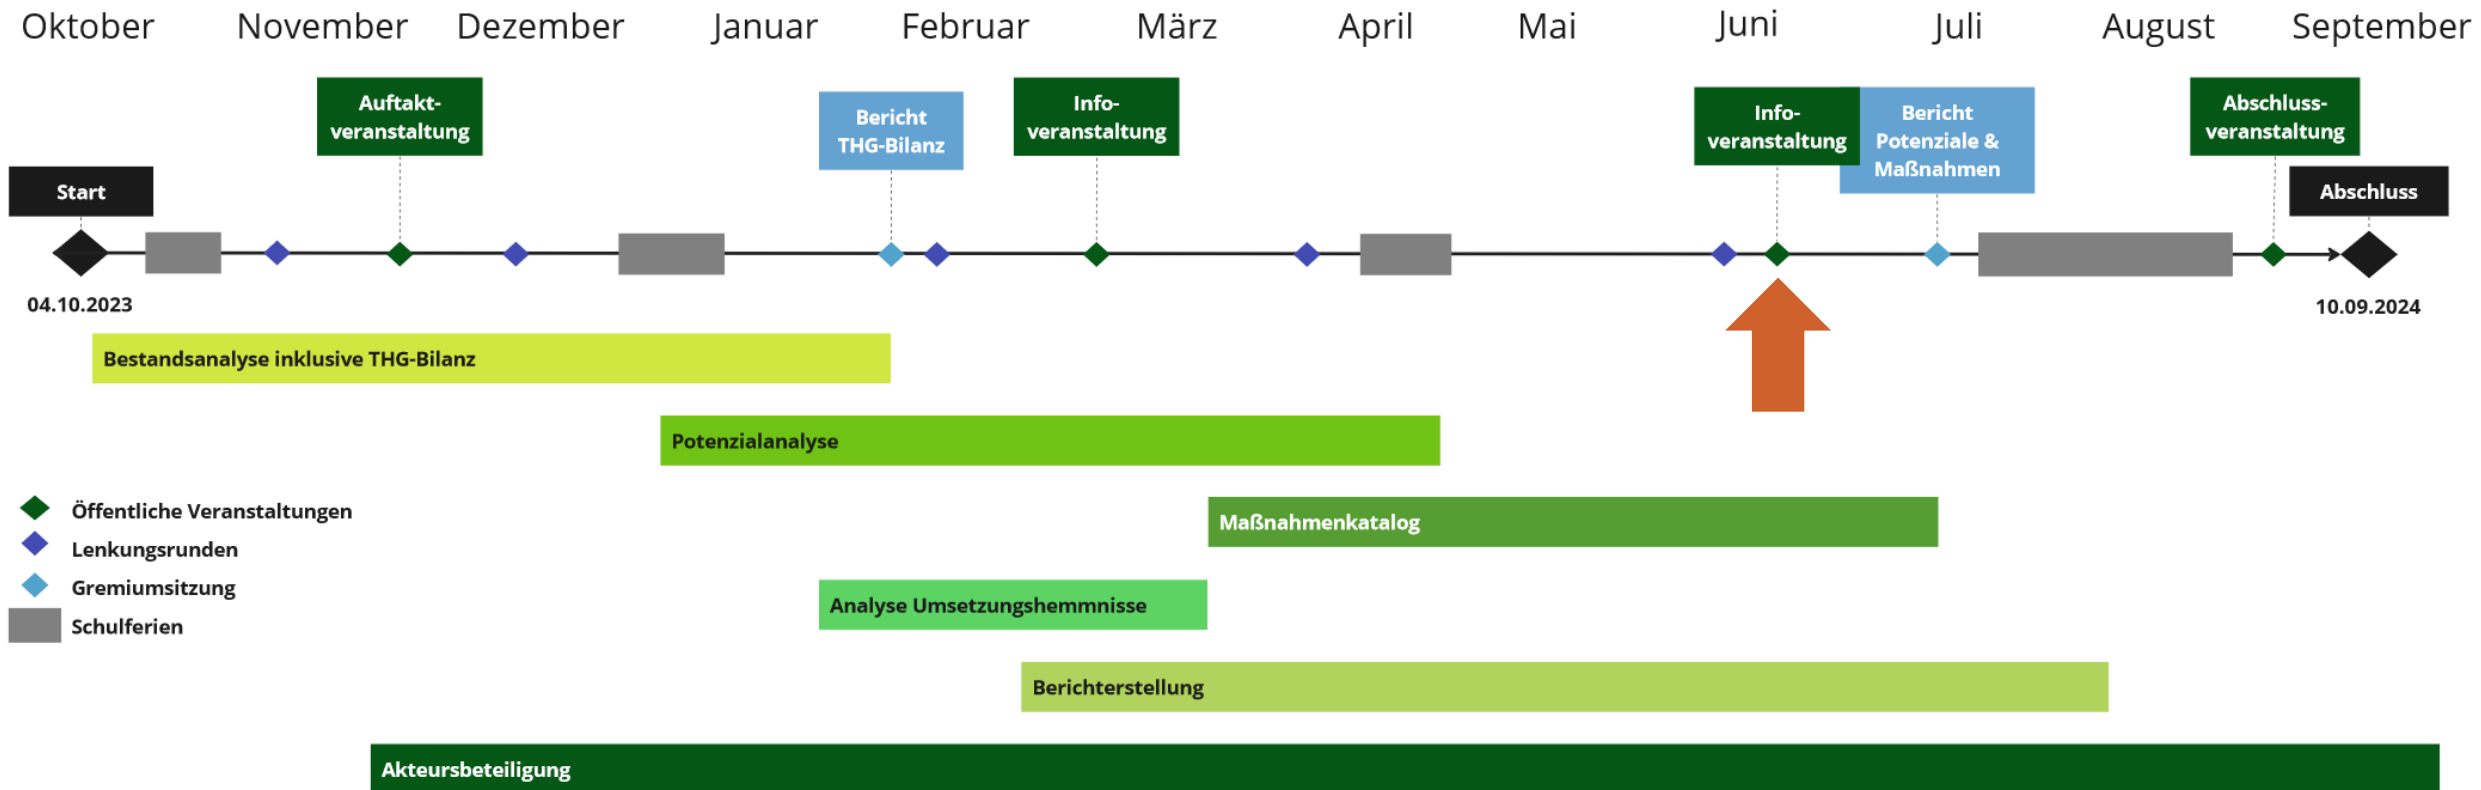 Oktober November Dezember Januar Februar März April Mai Juni Juli August September
Auftakt-
veranstaltung
Bericht
THG-Bilanz
Info-
veranstaltung
Info-
veranstaltung
Bericht
Potenziale &
Maßnahmen
Abschluss-
veranstaltung
Start
Abschluss
04.10.2023
10.09.2024
Bestandsanalyse inklusive THG-Bilanz
Potenzialanalyse
Maßnahmenkatalog
Analyse Umsetzungshemmnisse
Berichterstellung
Akteursbeteiligung
Öffentliche Veranstaltungen
Lenkungsrunden
Gremiumsitzung
Schulferien